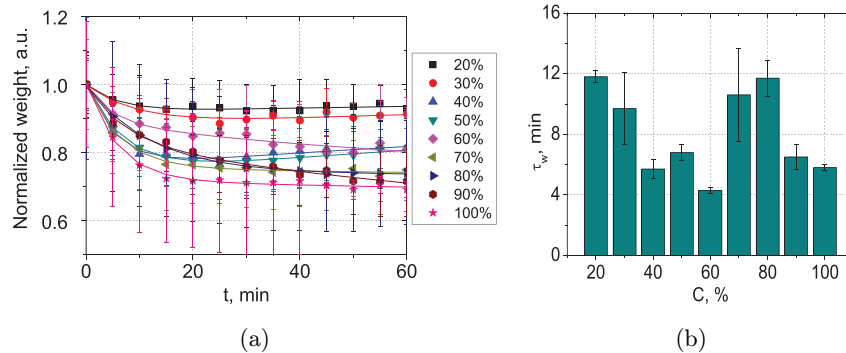 (a)
Normalized weight, a.u.
1.2
1.0
0.8
0.6
0 20 40 60
t, min
20%
30%
40%
50%
60%
70%
80%
90%
100%
(a)
(b)
τw, min
16
12
8
4
0
20 40 60 80 100
C, %
(b)